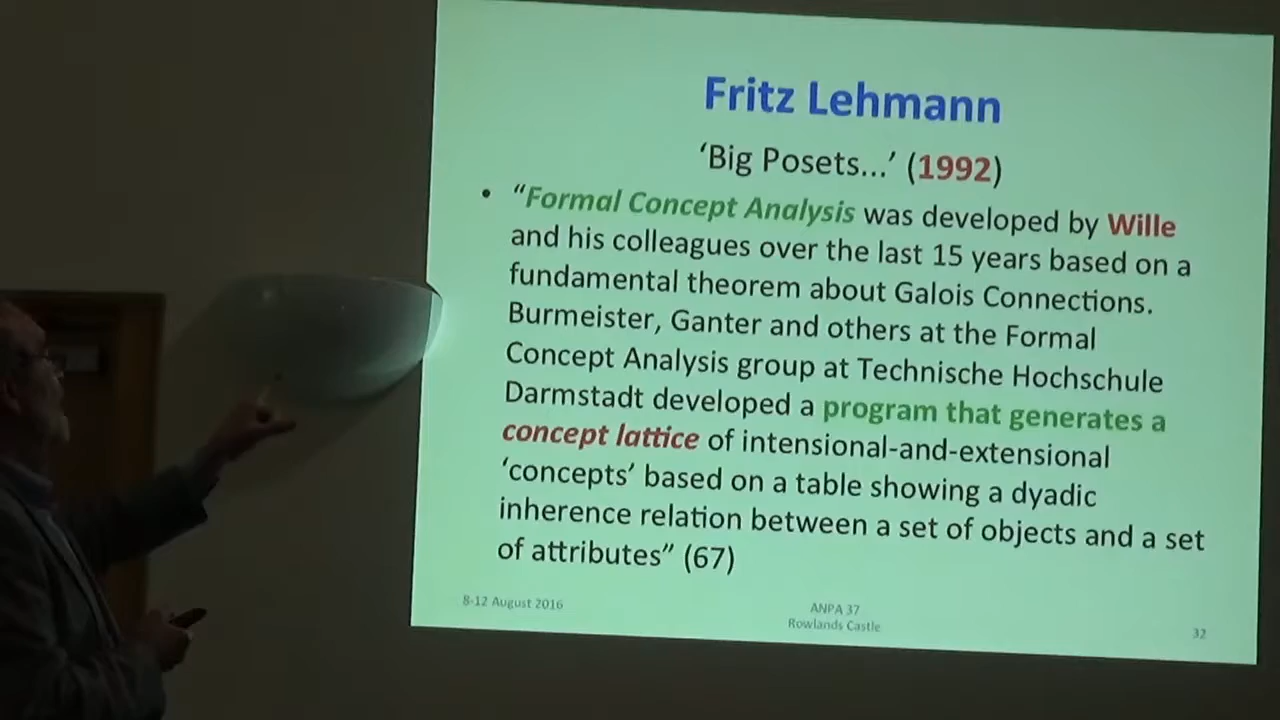 Fritz Lehmann
‘Big Posets...’ (1992)
• “Formal Concept Analysis was developed by Wille
and his colleagues over the last 15 years based on a
fundamental theorem about Galois Connections.
Burmeister, Ganter and others at the Formal
Concept Analysis group at Technische Hochschule
Darmstadt developed a program that generates a
concept lattice of intensional-and-extensional
‘concepts’ based on a table showing a dyadic
inherence relation between a set of objects and a set
of attributes” (67)
8-12 August 2016
ANPA 37
Rowlands Castle
32